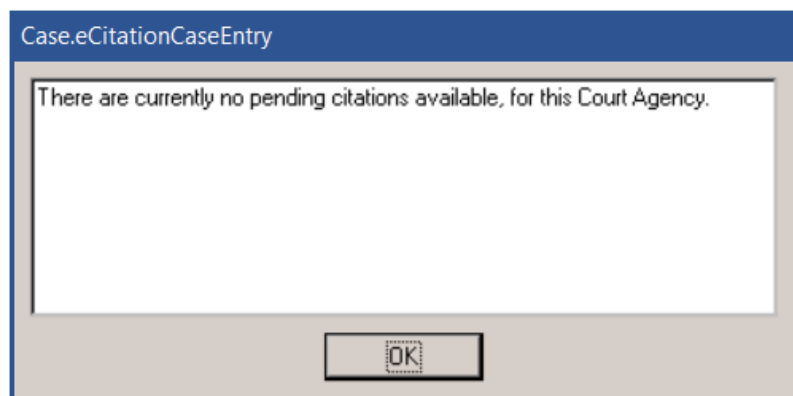 Case.eCitationCaseEntry
There are currently no pending citations available, for this Court Agency.
OK